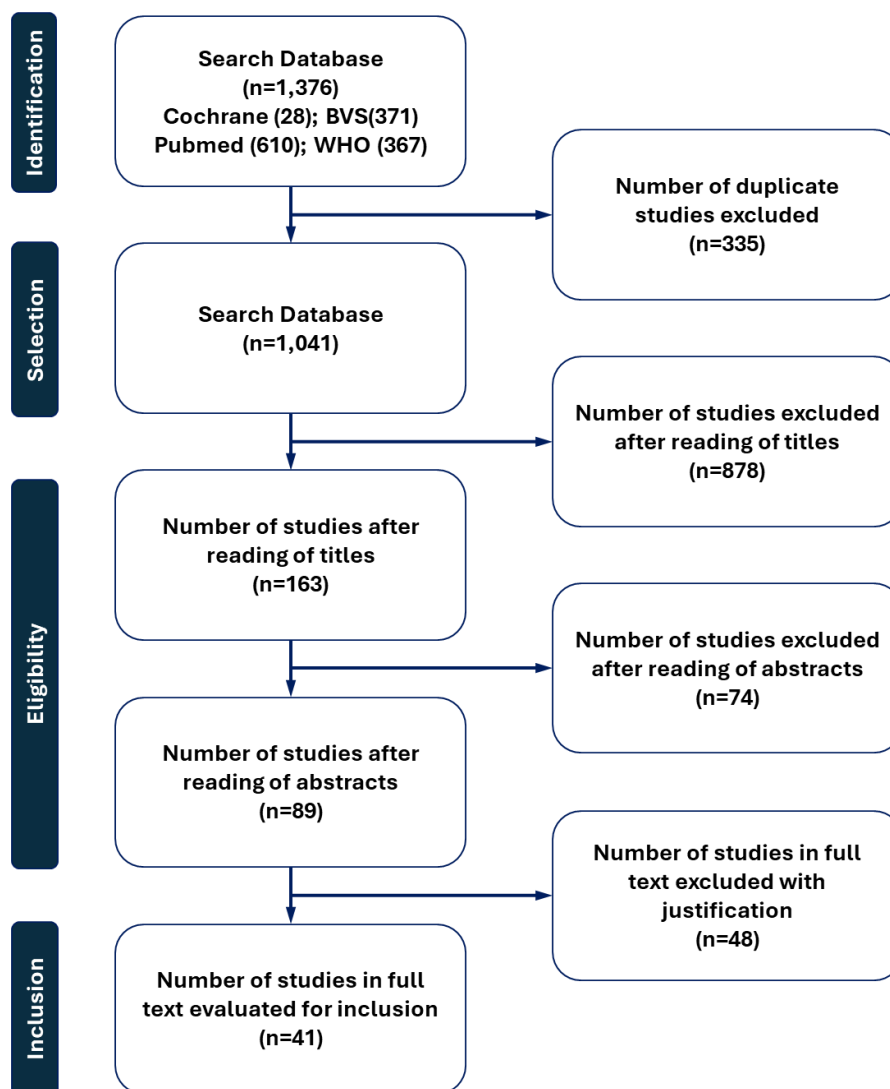 Identification
Search Database
(n=1,376)
Cochrane (28); BVS(371)
Pubmed (610); WHO (367)
Number of duplicate
studies excluded
(n=335)
Selection
Search Database
(n=1,041)
Number of studies excluded
after reading of titles
(n=878)
Eligibility
Number of studies after
reading of titles
(n=163)
Number of studies excluded
after reading of abstracts
(n=74)
Number of studies after
reading of abstracts
(n=89)
Number of studies in full
text excluded with
justification
(n=48)
Inclusion
Number of studies in full
text evaluated for inclusion
(n=41)